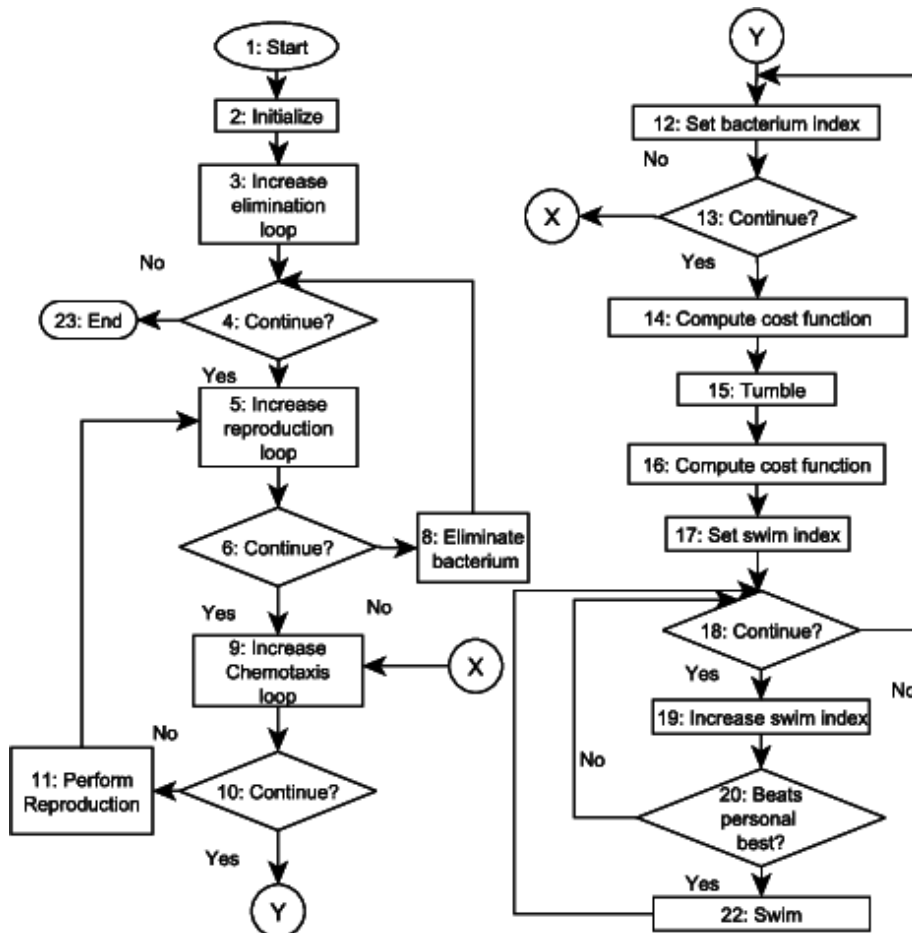 1: Start
2: Initialize
3: Increase
elimination
loop
No
23: End
4: Continue?
Yes
5: Increase
reproduction
loop
6: Continue?
8: Eliminate
bacterium
Yes
No
9: Increase
Chemotaxis
loop
X
No
11: Perform
Reproduction
10: Continue?
Yes
Y
Y
12: Set bacterium index
No
X
13: Continue?
Yes
14: Compute cost function
15: Tumble
16: Compute cost function
17: Set swim index
18: Continue?
Yes
No
19: Increase swim index
No
20: Beats
personal
best?
Yes
22: Swim